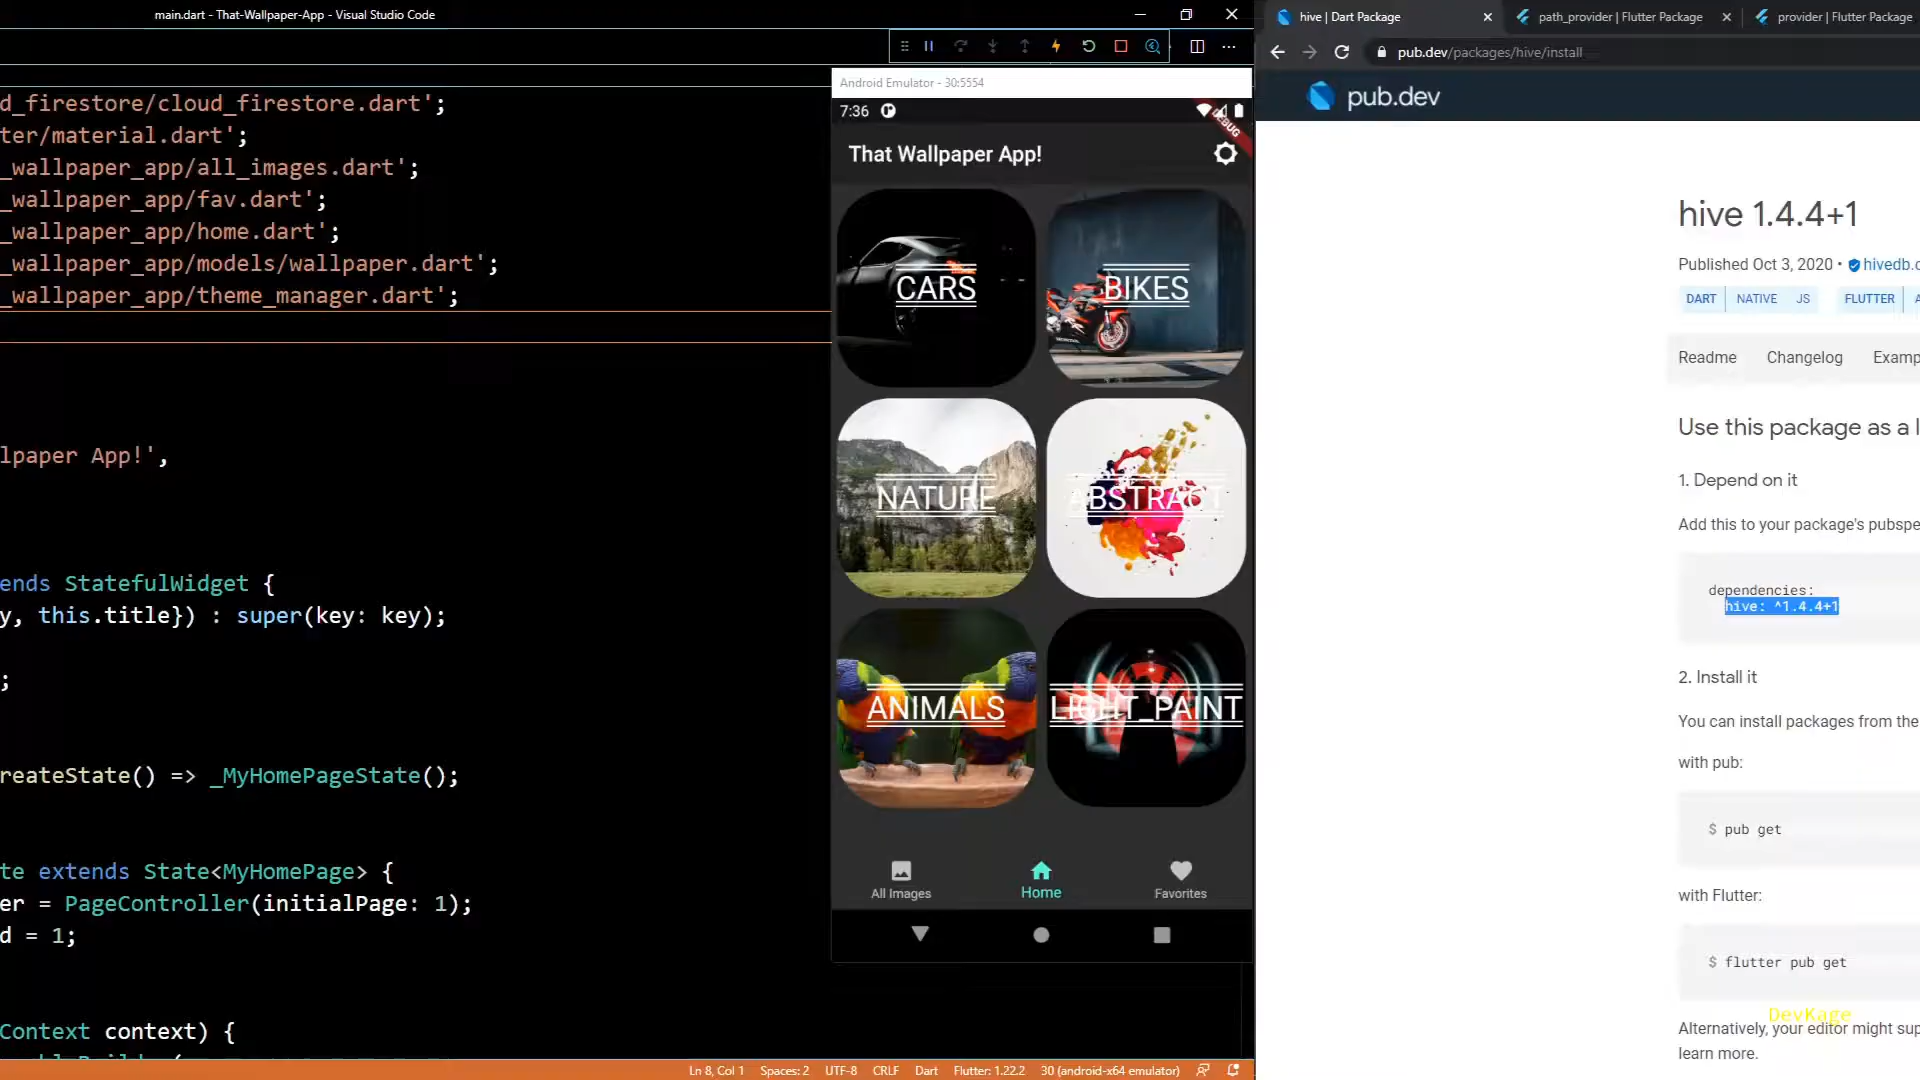 main.dart - That-Wallpaper-App - Visual Studio Code
d_firestore/cloud_firestore.dart';
ter/material.dart';
_wallpaper_app/all_images.dart';
_wallpaper_app/fav.dart';
_wallpaper_app/home.dart';
_wallpaper_app/models/wallpaper.dart';
_wallpaper_app/theme_manager.dart';
lpaper App!',
ends StatefulWidget {
y, this.title}) : super(key: key);
;
reateState() => _MyHomePageState();
te extends State<MyHomePage> {
er = PageController(initialPage: 1);
d = 1;
Context context) {
Ln 8, Col 1 Spaces: 2 UTF-8 CRLF Dart Flutter: 1.22.2 30 (android-x64 emulator)
Android Emulator - 30:5554
7:36
DEBUG
That Wallpaper App!
CARS
BIKES
NATURE
ABSTRACT
ANIMALS
LIGHT_PAINT
All Images Home Favorites
hive | Dart Package path_provider | Flutter Package provider | Flutter Package
pub.dev/packages/hive/install
pub.dev
hive 1.4.4+1
Published Oct 3, 2020 • hivedb.c
DART NATIVE JS FLUTTER A
Readme Changelog Examp
Use this package as a l
1. Depend on it
Add this to your package's pubspe
dependencies:
hive: ^1.4.4+1
2. Install it
You can install packages from the
with pub:
$ pub get
with Flutter:
$ flutter pub get
DevKage
Alternatively, your editor might sup
learn more.